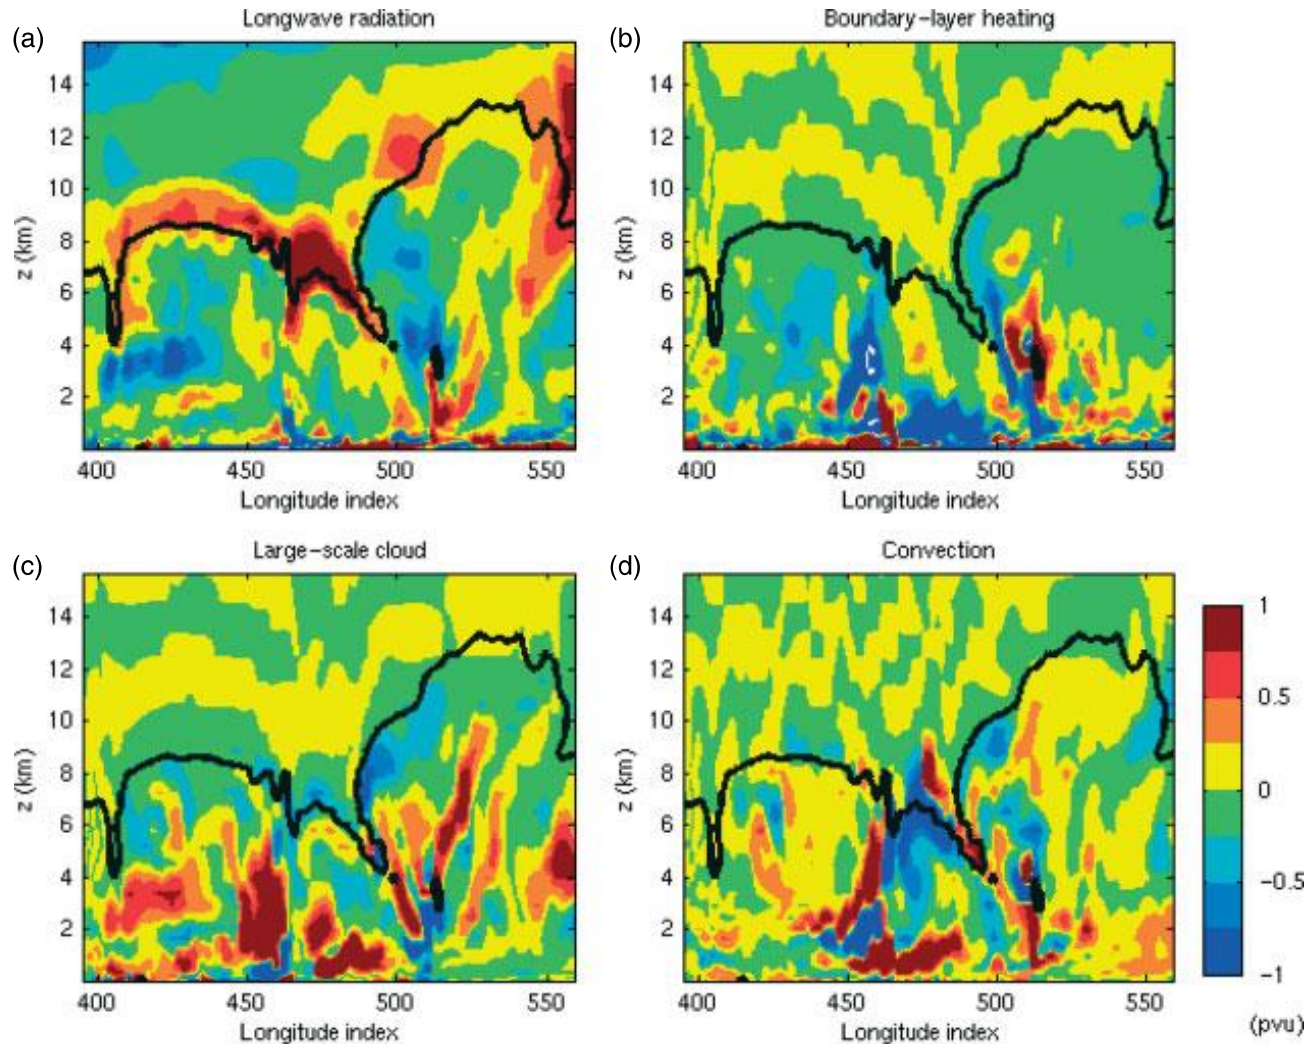 Longwave radiation
Boundary-layer heating
(a)
(b)
14
12
10
8
6
4
2
z (km)
400 450 500 550
Longitude index
14
12
10
8
6
4
2
z (km)
400 450 500 550
Longitude index
Large-scale cloud
Convection
(c)
(d)
14
12
10
8
6
4
2
z (km)
400 450 500 550
Longitude index
14
12
10
8
6
4
2
z (km)
400 450 500 550
Longitude index
1
0.5
0
-0.5
-1
(pvu)